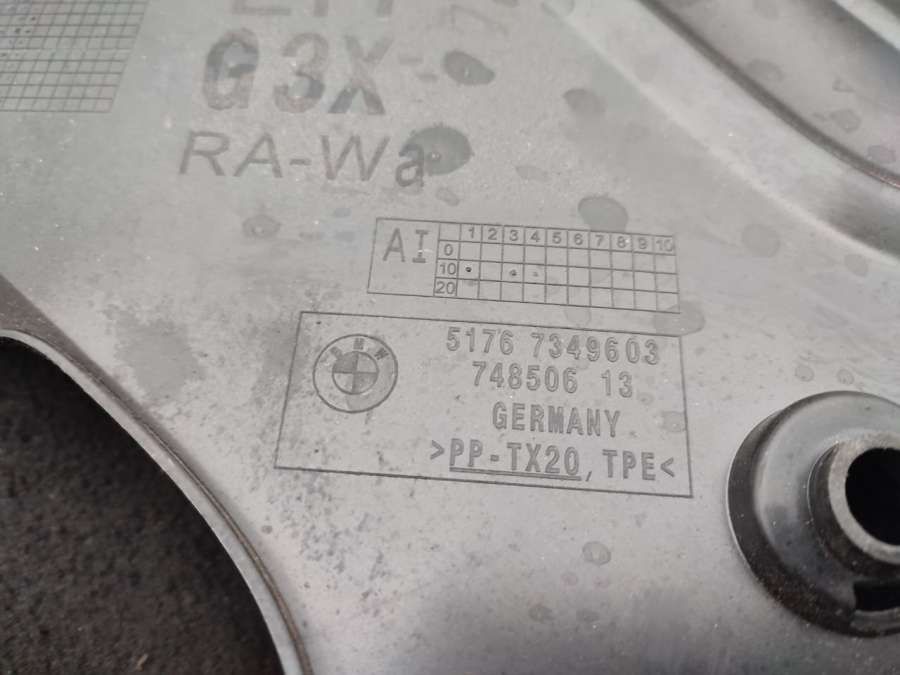 G3X
RA-Wa
AI
1 2 3 4 5 6 7 8 9 10
0
10
20
BMW
5176 7349603
748506 13
GERMANY
>PP-TX20, TPE<